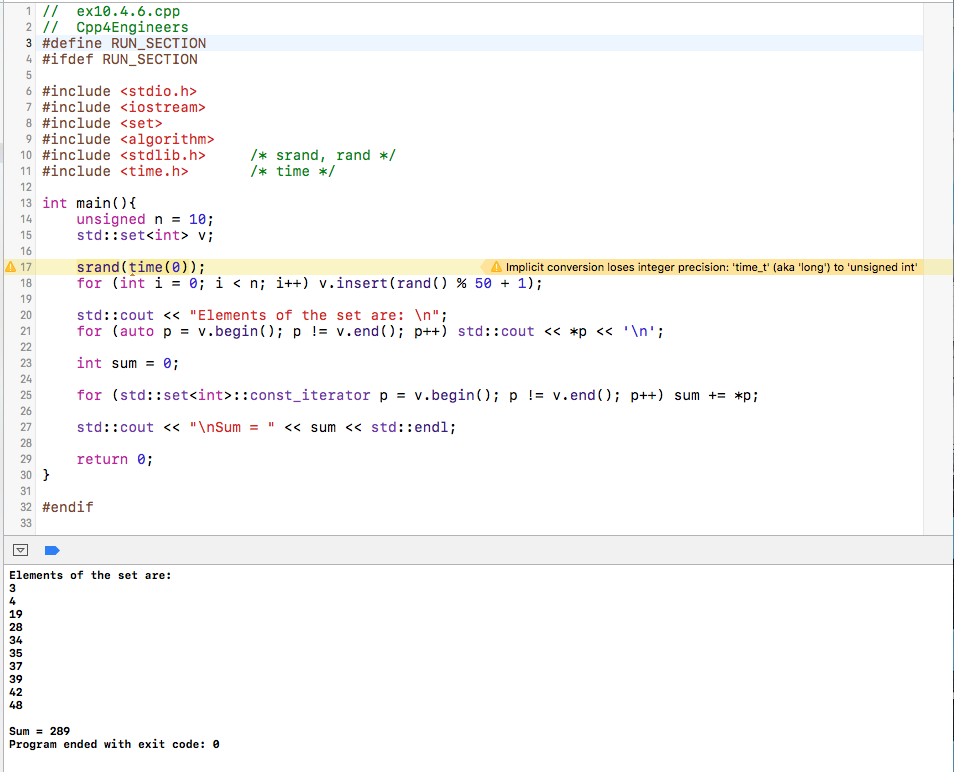 1 //  ex10.4.6.cpp
2 //  Cpp4Engineers
3 #define RUN_SECTION
4 #ifdef RUN_SECTION
5
6 #include <stdio.h>
7 #include <iostream>
8 #include <set>
9 #include <algorithm>
10 #include <stdlib.h>     /* srand, rand */
11 #include <time.h>       /* time */
12
13 int main(){
14     unsigned n = 10;
15     std::set<int> v;
16
17     srand(time(0)); Implicit conversion loses integer precision: 'time_t' (aka 'long') to 'unsigned int'
18     for (int i = 0; i < n; i++) v.insert(rand() % 50 + 1);
19
20     std::cout << "Elements of the set are: \n";
21     for (auto p = v.begin(); p != v.end(); p++) std::cout << *p << '\n';
22
23     int sum = 0;
24
25     for (std::set<int>::const_iterator p = v.begin(); p != v.end(); p++) sum += *p;
26
27     std::cout << "\nSum = " << sum << std::endl;
28
29     return 0;
30 }
31
32 #endif
33
Elements of the set are:
3
4
19
28
34
35
37
39
42
48
Sum = 289
Program ended with exit code: 0